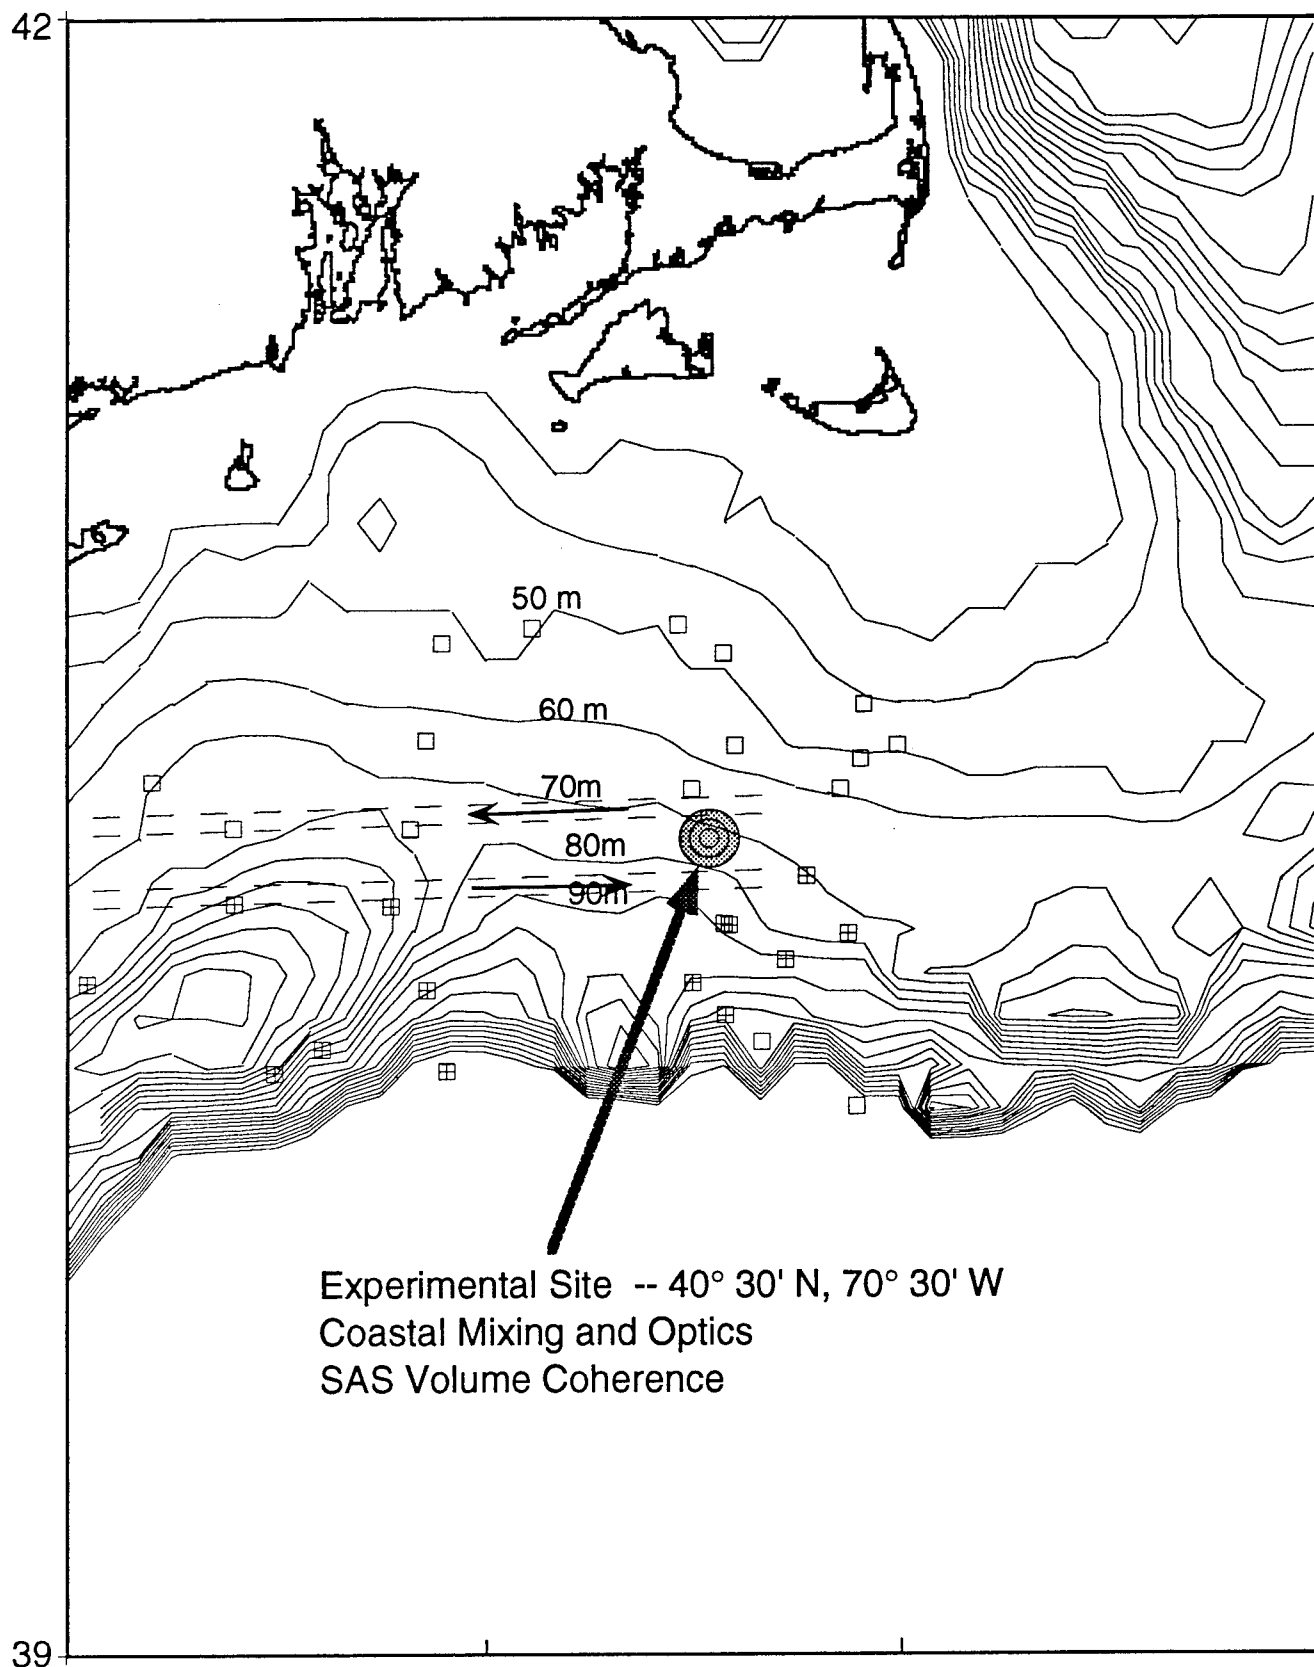 42
50 m
60 m
70m
80m
90m
Experimental Site -- 40° 30' N, 70° 30' W
Coastal Mixing and Optics
SAS Volume Coherence
39